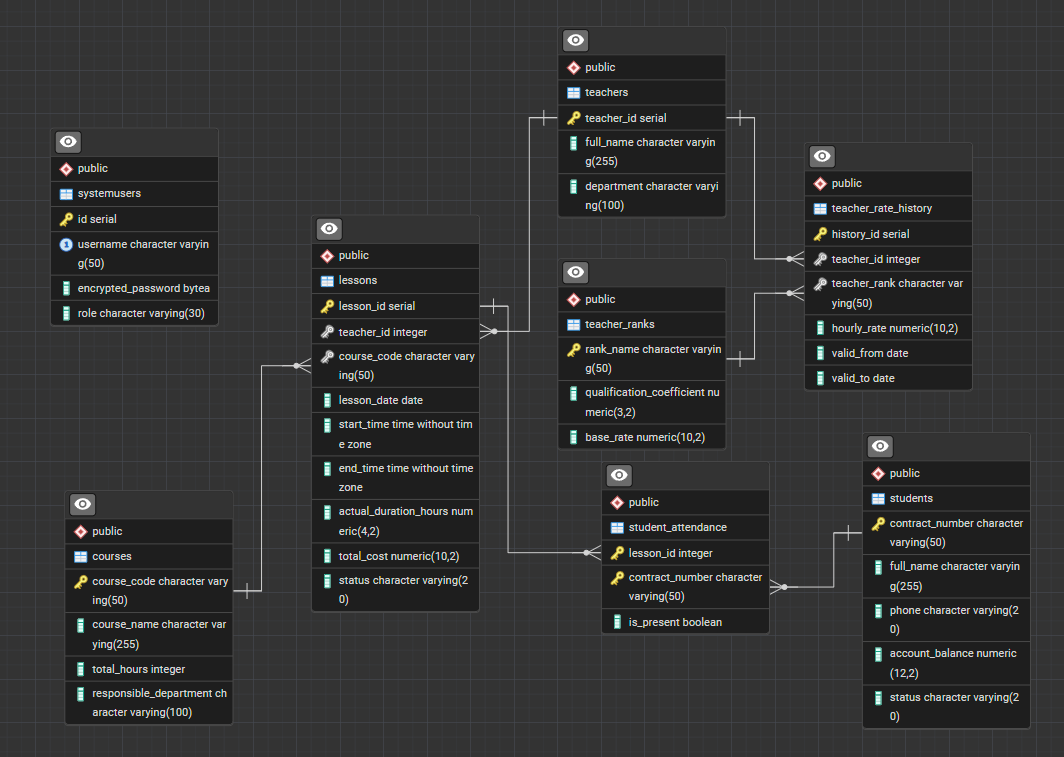 public
systemusers
id serial
username character varyin
g(50)
encrypted_password bytea
role character varying(30)
public
courses
course_code character vary
ing(50)
course_name character var
ying(255)
total_hours integer
responsible_department ch
aracter varying(100)
public
lessons
lesson_id serial
teacher_id integer
course_code character vary
ing(50)
lesson_date date
start_time time without tim
e zone
end_time time without time
zone
actual_duration_hours num
eric(4,2)
total_cost numeric(10,2)
status character varying(2
0)
public
teachers
teacher_id serial
full_name character varyin
g(255)
department character varyi
ng(100)
public
teacher_ranks
rank_name character varyin
g(50)
qualification_coefficient nu
meric(3,2)
base_rate numeric(10,2)
public
student_attendance
lesson_id integer
contract_number character
varying(50)
is_present boolean
public
teacher_rate_history
history_id serial
teacher_id integer
teacher_rank character var
ying(50)
hourly_rate numeric(10,2)
valid_from date
valid_to date
public
students
contract_number character
varying(50)
full_name character varyin
g(255)
phone character varying(2
0)
account_balance numeric
(12,2)
status character varying(2
0)